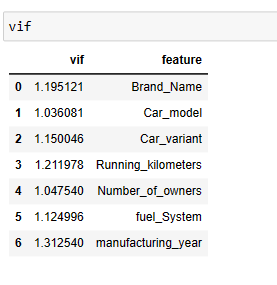 vif
vif feature
0 1.195121 Brand_Name
1 1.036081 Car_model
2 1.150046 Car_variant
3 1.211978 Running_kilometers
4 1.047540 Number_of_owners
5 1.124996 fuel_System
6 1.312540 manufacturing_year